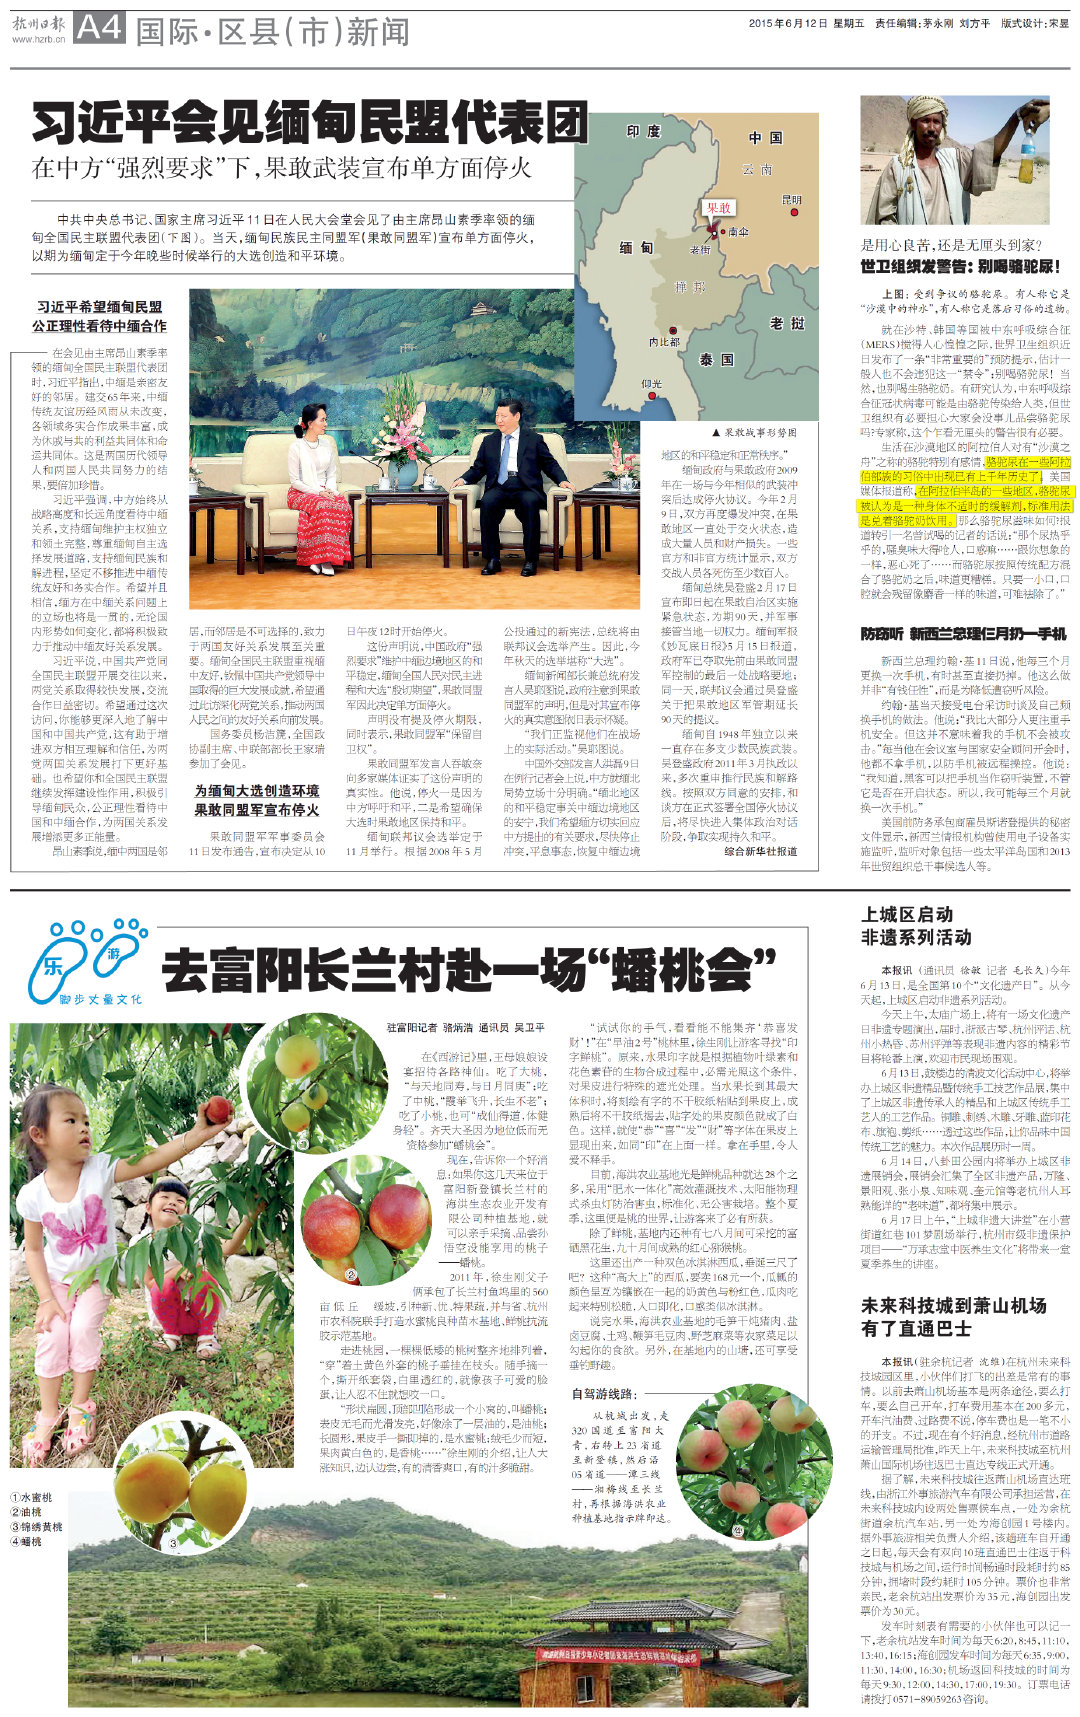 杭州日报
www.hzrb.cn
A4
国际·区县(市)新闻
2015年6月12日 星期五 责任编辑:茅永刚 刘方平 版式设计:宋昱
习近平会见缅甸民盟代表团
在中方“强烈要求”下,果敢武装宣布单方面停火
中共中央总书记、国家主席习近平11日在人民大会堂会见了由主席昂山素季率领的缅
甸全国民主联盟代表团(下图)。当天,缅甸民族民主同盟军(果敢同盟军)宣布单方面停火,
以期为缅甸定于今年晚些时候举行的大选创造和平环境。
印度
中国
云南
昆明
果敢
南伞
老街
缅甸
掸邦
内比都
老挝
泰国
仰光
▲ 果敢战事形势图
习近平希望缅甸民盟
公正理性看待中缅合作
在会见由主席昂山素季率
领的缅甸全国民主联盟代表团
时,习近平指出,中缅是亲密友
好的邻居。建交65年来,中缅
传统友谊历经风雨从未改变,
各领域务实合作成果丰富,成
为休戚与共的利益共同体和命
运共同体。这是两国历代领导
人和两国人民共同努力的结
果,要倍加珍惜。
习近平强调,中方始终从
战略高度和长远角度看待中缅
关系,支持缅甸维护主权独立
和领土完整,尊重缅甸自主选
择发展道路,支持缅甸民族和
解进程,坚定不移推进中缅传
统友好和务实合作。希望并且
相信,缅方在中缅关系问题上
的立场也将是一贯的,无论国
内形势如何变化,都将积极致
力于推动中缅友好关系发展。
习近平说,中国共产党同
全国民主联盟开展交往以来,
两党关系取得较快发展,交流
合作日益密切。希望通过这次
访问,你能够更深入地了解中
国和中国共产党,这有助于增
进双方相互理解和信任,为两
党两国关系发展打下更好基
础。也希望你和全国民主联盟
继续发挥建设性作用,积极引
导缅甸民众,公正理性看待中
国和中缅合作,为两国关系发
展增添更多正能量。
昂山素季说,缅中两国是邻
居,而邻居是不可选择的,致力
于两国友好关系发展至关重
要。缅甸全国民主联盟重视缅
中友好,钦佩中国共产党领导中
国取得的巨大发展成就,希望通
过此访深化两党关系,推动两国
人民之间的友好关系向前发展。
国务委员杨洁篪,全国政
协副主席、中联部部长王家瑞
参加了会见。
为缅甸大选创造环境
果敢同盟军宣布停火
果敢同盟军军事委员会
11日发布通告,宣布决定从10
日午夜12时开始停火。
这份声明说,中国政府“强
烈要求”维护中缅边境地区的和
平稳定,缅甸全国人民对民主进
程和大选“殷切期望”,果敢同盟
军因此决定单方面停火。
声明没有提及停火期限,
同时表示,果敢同盟军“保留自
卫权”。
果敢同盟军发言人吞敏奈
向多家媒体证实了这份声明的
真实性。他说,停火一是因为
中方呼吁和平,二是希望确保
大选时果敢地区保持和平。
缅甸联邦议会选举定于
11月举行。根据2008年5月
公投通过的新宪法,总统将由
联邦议会选举产生。因此,今
年秋天的选举堪称“大选”。
缅甸新闻部长兼总统府发
言人吴耶图说,政府注意到果敢
同盟军的声明,但是对其宣布停
火的真实意图依旧表示怀疑。
“我们正监视他们在战场
上的实际活动。”吴耶图说。
中国外交部发言人洪磊9日
在例行记者会上说,中方就缅北
局势立场十分明确。“缅北地区
的和平稳定事关中缅边境地区
的安宁,我们希望缅方切实回应
中方提出的有关要求,尽快停止
冲突,平息事态,恢复中缅边境
地区的和平稳定和正常秩序。”
缅甸政府与果敢政府2009
年在一场与今年相似的武装冲
突后达成停火协议。今年2月
9日,双方再度爆发冲突,在果
敢地区一直处于交火状态,造
成大量人员和财产损失。一些
官方和非官方统计显示,双方
交战人员各死伤至少数百人。
缅甸总统吴登盛2月17日
宣布即日起在果敢自治区实施
紧急状态,为期90天,并军事
接管当地一切权力。缅甸军报
《妙瓦底日报》5月15日报道,
政府军已夺取先前由果敢同盟
军控制的最后一处战略要地;
同一天,联邦议会通过吴登盛
关于把果敢地区军管期延长
90天的提议。
缅甸自1948年独立以来
一直存在多支少数民族武装。
吴登盛政府2011年3月执政以
来,多次重申推行民族和解路
线。按照双方同意的安排,和
谈方在正式签署全国停火协议
后,将尽快进入集体政治对话
阶段,争取实现持久和平。
综合新华社报道
是用心良苦,还是无厘头到家?
世卫组织发警告:别喝骆驼尿!
上图:受到争议的骆驼尿。有人称它是
“沙漠中的神水”,有人称它是落后习俗的遗物。
就在沙特、韩国等国被中东呼吸综合征
(MERS)搅得人心惶惶之际,世界卫生组织近
日发布了一条“非常重要的”预防提示,估计一
般人也不会违犯这一“禁令”:别喝骆驼尿!当
然,也别喝生骆驼奶。有研究认为,中东呼吸综
合征冠状病毒可能是由骆驼传染给人类,但世
卫组织有必要担心大家会没事儿品尝骆驼尿
吗?专家称,这个乍看无厘头的警告很有必要。
生活在沙漠地区的阿拉伯人对有“沙漠之
舟”之称的骆驼特别有感情,骆驼尿在一些阿拉
伯部族的习俗中出现已有上千年历史了。美国
媒体报道称,在阿拉伯半岛的一些地区,骆驼尿
被认为是一种身体不适时的缓解剂,标准用法
是兑着骆驼奶饮用。那么骆驼尿滋味如何?报
道转引一名尝试喝的记者的话说:“那个尿热乎
乎的,骚臭味大得呛人,口感嘛……跟你想象的
一样,恶心死了……而骆驼尿按照传统配方混
合了骆驼奶之后,味道更糟糕。只要一小口,口
腔就会残留像麝香一样的味道,可难祛除了。”
防窃听 新西兰总理仨月扔一手机
新西兰总理约翰·基11日说,他每三个月
更换一次手机,有时甚至直接扔掉。他这么做
并非“有钱任性”,而是为降低遭窃听风险。
约翰·基当天接受电台采访时谈及自己频
换手机的做法。他说:“我比大部分人更注重手
机安全。但这并不意味着我的手机不会被攻
击。”每当他在会议室与国家安全顾问开会时,
他都不拿手机,以防手机被远程操控。他说:
“我知道,黑客可以把手机当作窃听装置,不管
它是否在开启状态。所以,我可能每三个月就
换一次手机。”
美国前防务承包商雇员斯诺登提供的秘密
文件显示,新西兰情报机构曾使用电子设备实
施监听,监听对象包括一些太平洋岛国和2013
年世贸组织总干事候选人等。
上城区启动
非遗系列活动
本报讯 (通讯员 徐敏 记者 毛长久)今年
6月13日,是全国第10个“文化遗产日”。从今
天起,上城区启动非遗系列活动。
今天上午,太庙广场上,将有一场文化遗产
日非遗专题演出,届时,浙派古琴、杭州评话、杭
州小热昏、苏州评弹等表现非遗内容的精彩节
目将轮番上演,欢迎市民现场围观。
6月13日,鼓楼边的清波文化活动中心,将举
办上城区非遗精品暨传统手工技艺作品展,集中
了上城区非遗传承人的精品和上城区传统手工
艺人的工艺作品。铜雕、刺绣、木雕、牙雕、蓝印花
布、旗袍、剪纸……通过这些作品,让你品味中国
传统工艺的魅力。本次作品展历时一周。
6月14日,八卦田公园内将举办上城区非
遗展销会,展销会汇集了全区非遗产品,万隆、
景阳观、张小泉、知味观、奎元馆等老杭州人耳
熟能详的“老味道”,都将集中展示。
6月17日上午,“上城非遗大讲堂”在小营
街道红巷101梦剧场举行,杭州市级非遗保护
项目——“万承志堂中医养生文化”将带来一堂
夏季养生的讲座。
未来科技城到萧山机场
有了直通巴士
本报讯(驻余杭记者 沈雅)在杭州未来科
技城园区里,小伙伴们打飞的出差是常有的事
情。以前去萧山机场基本是两条途径,要么打
车,要么自己开车,打车费用基本在200多元,
开车汽油费、过路费不说,停车费也是一笔不小
的开支。不过,现在有个好消息,经杭州市道路
运输管理局批准,昨天上午,未来科技城至杭州
萧山国际机场往返巴士直达专线正式开通。
据了解,未来科技城往返萧山机场直达班
线,由浙江外事旅游汽车有限公司承担运营,在
未来科技城内设两处售票候车点,一处为余杭
街道余杭汽车站,另一处为海创园1号楼内。
据外事旅游相关负责人介绍,该趟班车自开通
之日起,每天会有双向10班直通巴士往返于科
技城与机场之间,运行时间畅通时段耗时约85
分钟,拥堵时段约耗时105分钟。票价也非常
亲民,老余杭站出发票价为35元,海创园出发
票价为30元。
发车时刻表有需要的小伙伴也可以记一
下,老余杭站发车时间为每天6:20,8:45,11:10,
13:40,16:15;海创园发车时间为每天6:35,9:00,
11:30,14:00,16:30;机场返回科技城的时间为
每天9:30,12:00,14:30,17:00,19:30。订票电话
请拨打0571-89059263咨询。
乐
游
脚步丈量文化
去富阳长兰村赴一场“蟠桃会”
驻富阳记者 骆炳浩 通讯员 吴卫平
在《西游记》里,王母娘娘设
宴招待各路神仙。吃了大桃,
“与天地同寿,与日月同庚”;吃
了中桃,“霞举飞升,长生不老”;
吃了小桃,也可“成仙得道,体健
身轻”。齐天大圣因为地位低而无
资格参加“蟠桃会”。
现在,告诉你一个好消
息:如果你这几天来位于
富阳新登镇长兰村的
海洪生态农业开发有
限公司种植基地,就
可以亲手采摘、品尝孙
悟空没能享用的桃子
——蟠桃。
2011年,徐生刚父子
俩承包了长兰村鱼坞里的560
亩低丘缓坡,引种新、优、特果蔬,并与省、杭州
市农科院联手打造水蜜桃良种苗木基地、鲜桃抗流
胶示范基地。
走进桃园,一棵棵低矮的桃树整齐地排列着,
“穿”着土黄色外套的桃子垂挂在枝头。随手摘一
个,撕开纸套袋,白里透红的,就像孩子可爱的脸
蛋,让人忍不住就想咬一口。
“形状扁圆,顶部凹陷形成一个小窝的,叫蟠桃;
表皮无毛而光滑发亮,好像涂了一层油的,是油桃;
长圆形,果皮手一撕即掉的,是水蜜桃;绒毛少而短,
果肉黄白色的,是香桃……”徐生刚的介绍,让人大
涨知识,边认边尝,有的清香爽口,有的汁多脆甜。
“试试你的手气,看看能不能集齐‘恭喜发
财’!”在“早油2号”桃林里,徐生刚让游客寻找“印
字鲜桃”。原来,水果印字就是根据植物叶绿素和
花色素苷的生物合成过程中,必需光照这个条件,
对果皮进行特殊的遮光处理。当水果长到其最大
体积时,将刻绘有字的不干胶纸粘贴到果皮上,成
熟后将不干胶纸揭去,贴字处的果皮颜色就成了白
色。这样,就使“恭”“喜”“发”“财”等字体在果皮上
显现出来,如同“印”在上面一样。拿在手里,令人
爱不释手。
目前,海洪农业基地光是鲜桃品种就达28个之
多,采用“肥水一体化”高效灌溉技术、太阳能物理
式杀虫灯防治害虫,标准化,无公害栽培。整个夏
季,这里便是桃的世界,让游客来了必有所获。
除了鲜桃,基地内还种有七八月间可采挖的富
硒黑花生,九十月间成熟的红心猕猴桃。
这里还出产一种双色冰淇淋西瓜,垂涎三尺了
吧?这种“高大上”的西瓜,要卖168元一个,瓜瓤的
颜色呈互为镶嵌在一起的奶黄色与粉红色,瓜肉吃
起来特别松脆,入口即化,口感类似冰淇淋。
说完水果,海洪农业基地的毛笋干炖猪肉、盐
卤豆腐、土鸡、鞭笋毛豆肉、野芝麻菜等农家菜足以
勾起你的食欲。另外,在基地内的山塘,还可享受
垂钓野趣。
自驾游线路:
从杭城出发,走
320国道至富阳大
青,右转上23省道
至新登镇,然后沿
05省道——潭三线
——湘梅线至长兰
村,再根据海洪农业
种植基地指示牌即达。
①
②
③
④
①水蜜桃
②油桃
③锦绣黄桃
④蟠桃